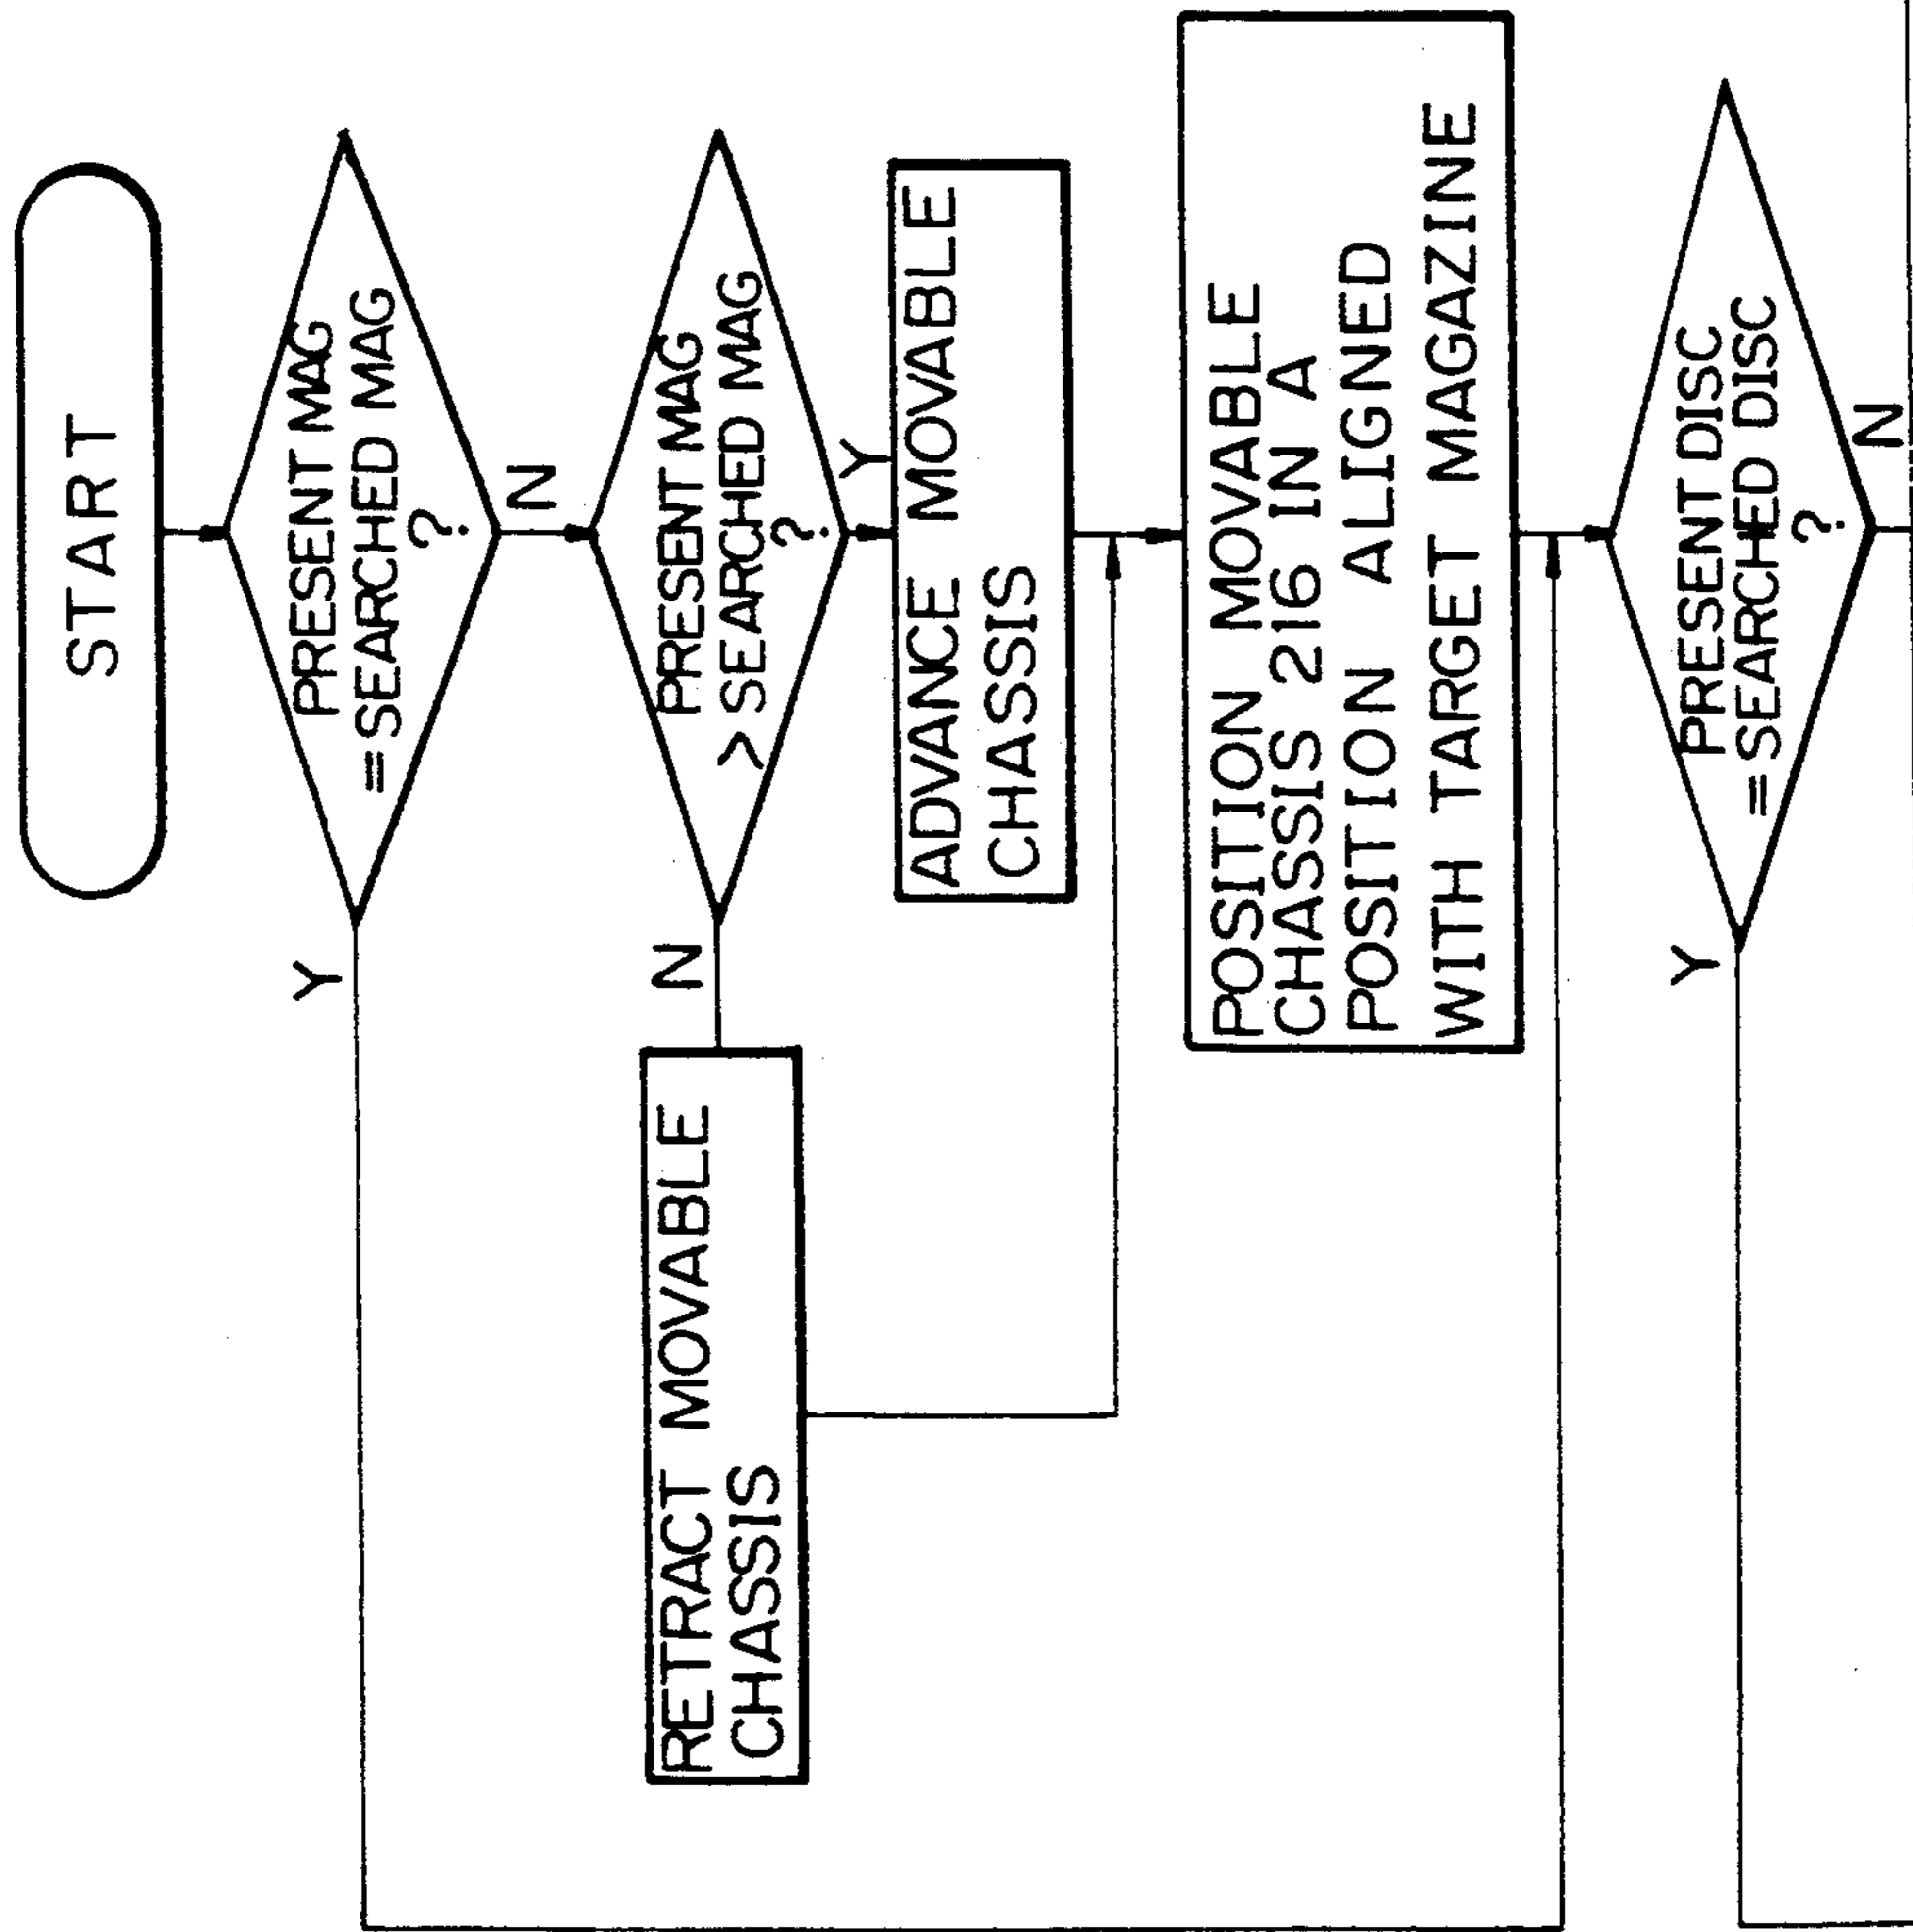 START
PRESENT MAG
=SEARCHED MAG
?
Y
N
PRESENT MAG
>SEARCHED MAG
?
N
Y
RETRACT MOVABLE
CHASSIS
ADVANCE MOVABLE
CHASSIS
POSITION MOVABLE
CHASSIS 216 IN A
POSITION ALIGNED
WITH TARGET MAGAZINE
PRESENT DISC
=SEARCHED DISC
?
Y
N